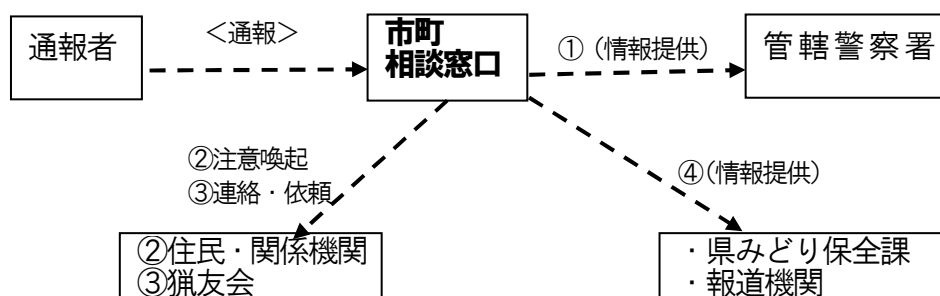 通報者
＜通報＞
市町
相談窓口
①（情報提供）
管轄警察署
②注意喚起
③連絡・依頼
④（情報提供）
②住民・関係機関
③猟友会
・県みどり保全課
・報道機関